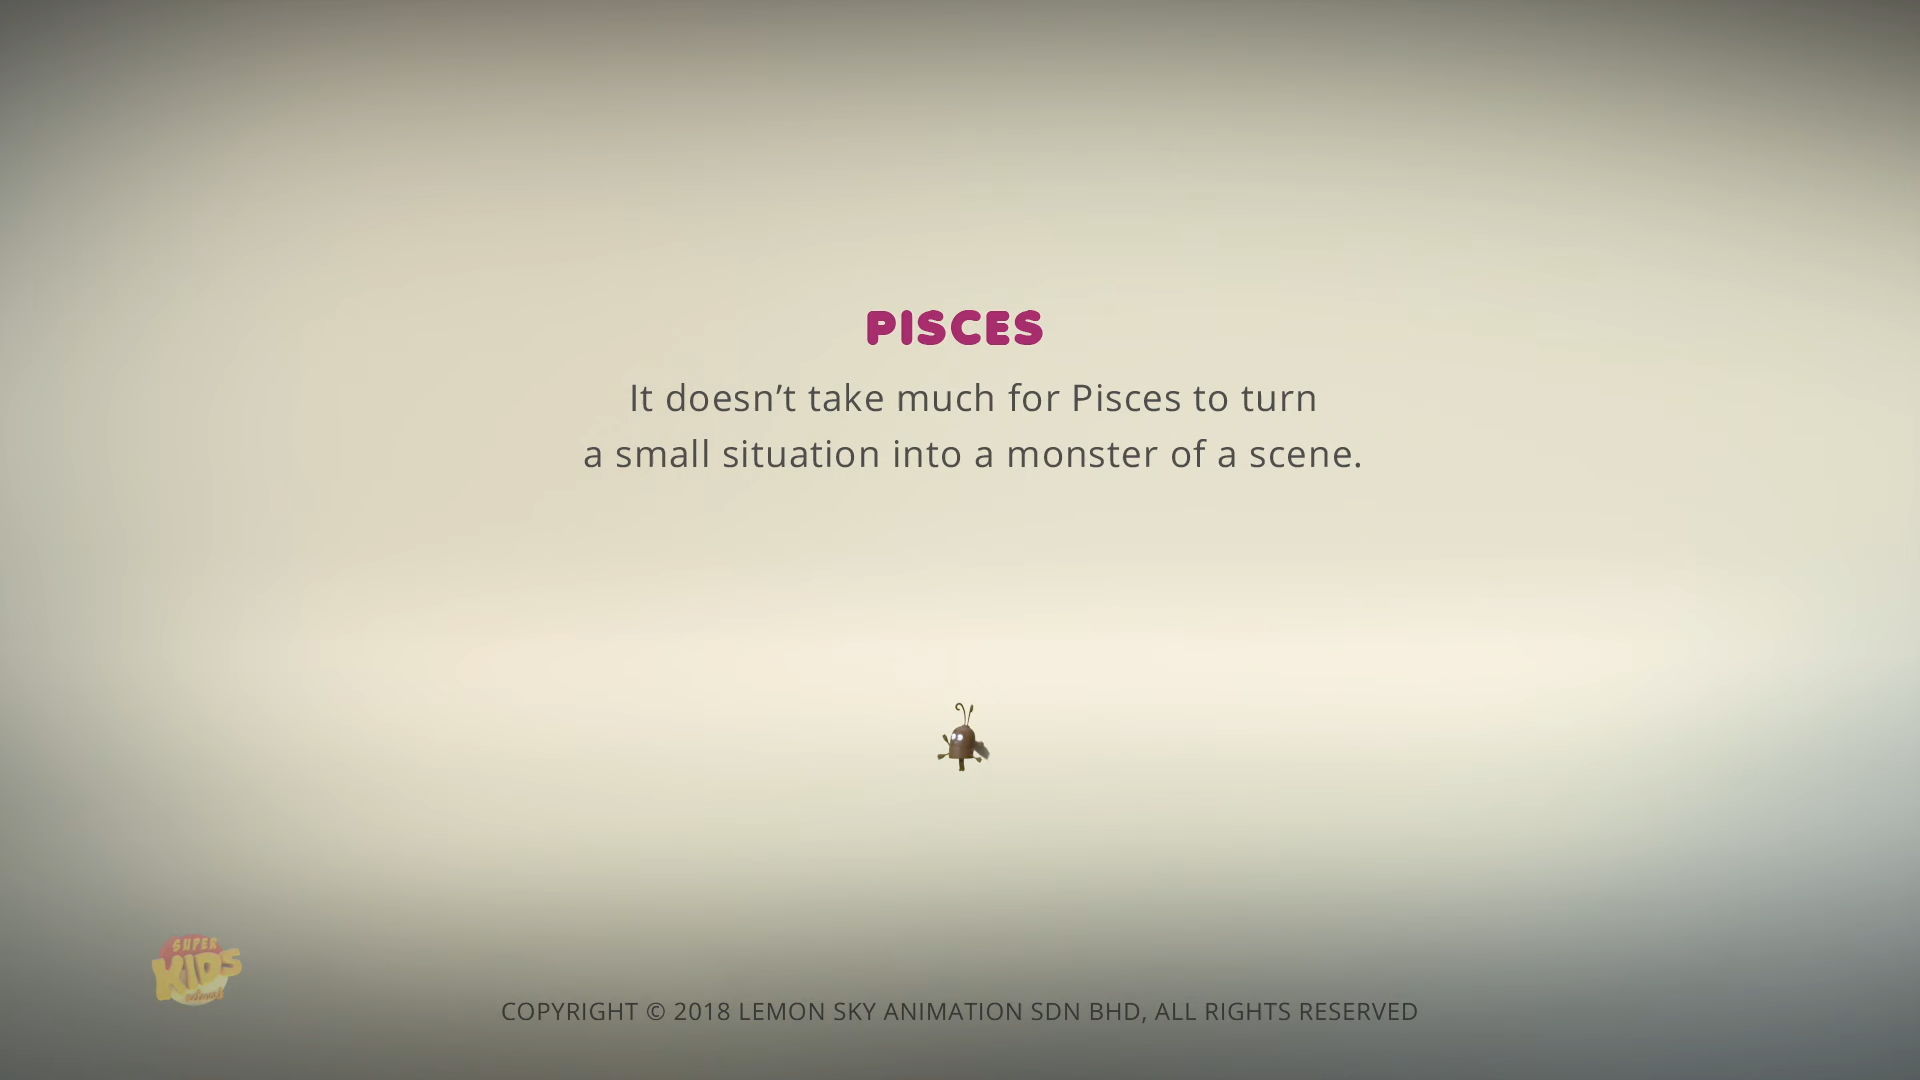 PISCES
It doesn’t take much for Pisces to turn
a small situation into a monster of a scene.
SUPER
KIDS
COPYRIGHT © 2018 LEMON SKY ANIMATION SDN BHD, ALL RIGHTS RESERVED